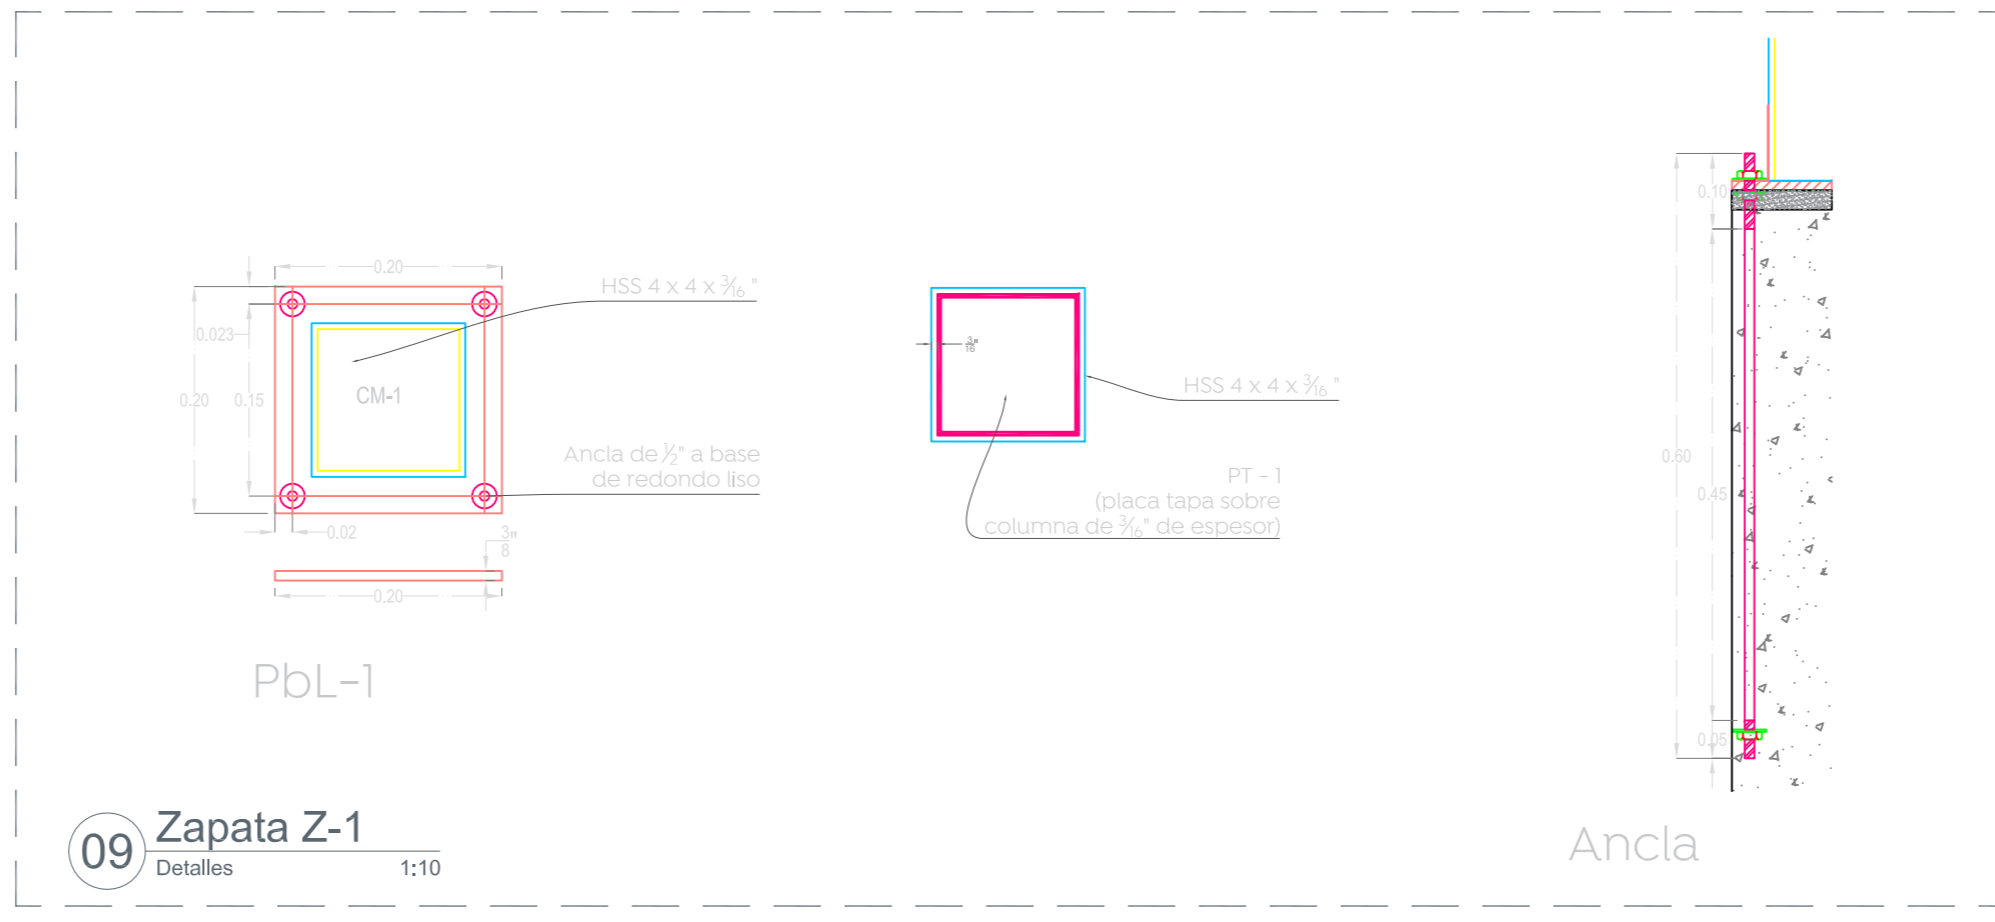 0.20
HSS 4 x 4 x 3/16 "
0.023
0.20
0.15
CM-1
Ancla de 1/2" a base
de redondo liso
0.02
3/8"
0.20
PbL-1
3/16"
HSS 4 x 4 x 3/16 "
PT - 1
(placa tapa sobre
columna de 3/16" de espesor)
0.10
0.60
0.45
0.05
Ancla
09
Zapata Z-1
Detalles 1:10